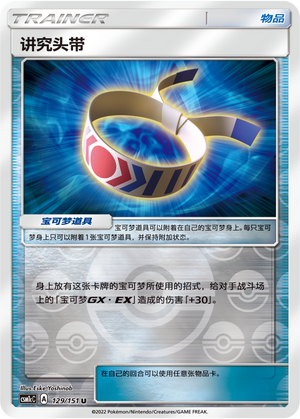 TRAINER
物品
讲究头带
宝可梦道具
宝可梦道具可以附着在自己的宝可梦身上。每只宝可
梦身上只可以附着1张宝可梦道具，并保持附加状态。
身上放有这张卡牌的宝可梦所使用的招式，给对手战斗场
上的「宝可梦GX・EX」造成的伤害「+30」。
Illus. Eske Yoshinob
在自己的回合可以使用任意张物品卡。
A 129/151 U
©2022 Pokémon/Nintendo/Creatures/GAME FREAK.